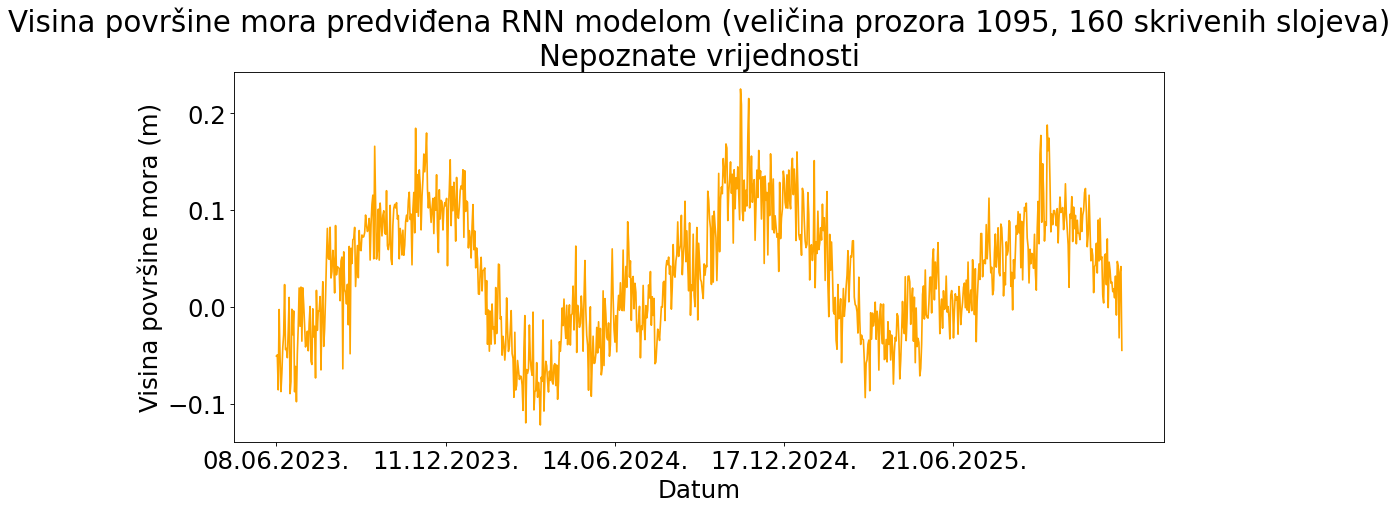 Visina površine mora predviđena RNN modelom (veličina prozora 1095, 160 skrivenih slojeva)
Nepoznate vrijednosti
Visina površine mora (m)
0.2
0.1
0.0
−0.1
08.06.2023. 11.12.2023. 14.06.2024. 17.12.2024. 21.06.2025.
Datum